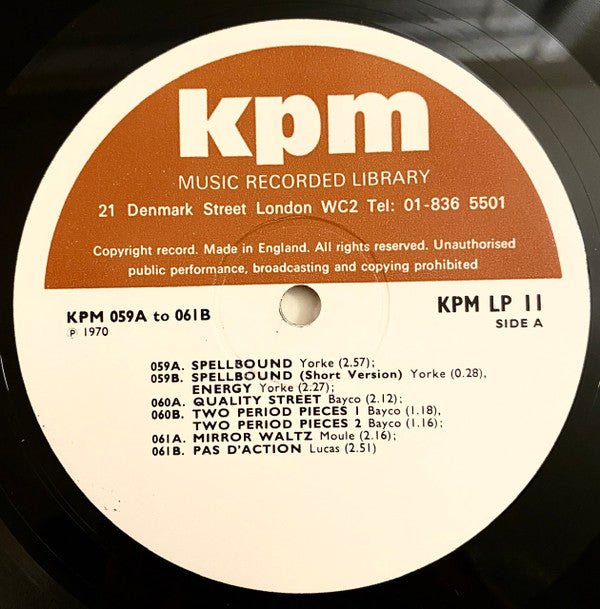 kpm
MUSIC RECORDED LIBRARY
21 Denmark Street London WC2 Tel: 01-836 5501
Copyright record. Made in England. All rights reserved. Unauthorised
public performance, broadcasting and copying prohibited
KPM 059A to 061B
KPM LP 11
℗ 1970
SIDE A
059A. SPELLBOUND Yorke (2.57);
059B. SPELLBOUND (Short Version) Yorke (0.28),
ENERGY Yorke (2.27);
060A. QUALITY STREET Bayco (2.12);
060B. TWO PERIOD PIECES 1 Bayco (1.18),
TWO PERIOD PIECES 2 Bayco (1.16);
061A. MIRROR WALTZ Moule (2.16);
061B. PAS D'ACTION Lucas (2.51)